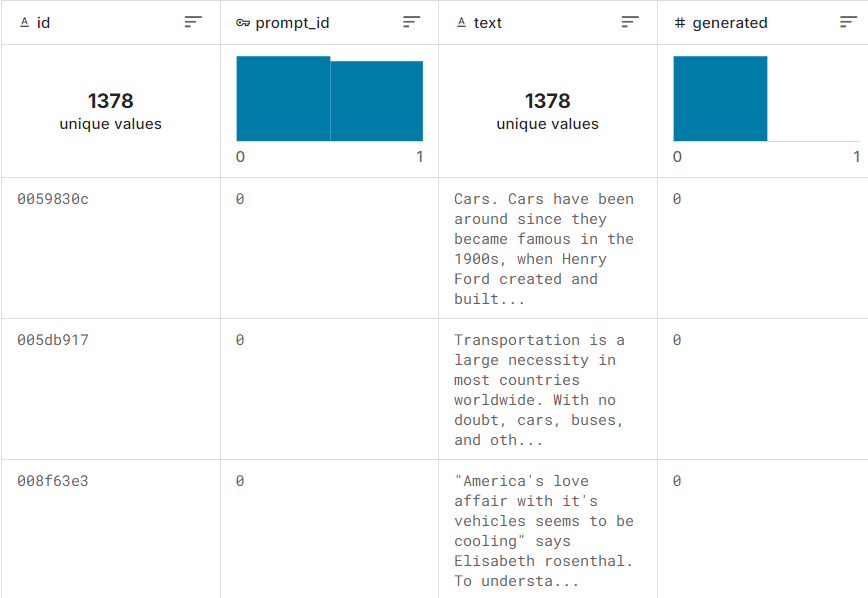 id
prompt_id
text
# generated
1378
unique values
0 1
1378
unique values
0 1
0059830c
0
Cars. Cars have been
around since they
became famous in the
1900s, when Henry
Ford created and
built...
0
005db917
0
Transportation is a
large necessity in
most countries
worldwide. With no
doubt, cars, buses,
and oth...
0
008f63e3
0
"America's love
affair with it's
vehicles seems to be
cooling" says
Elisabeth rosenthal.
To understa...
0